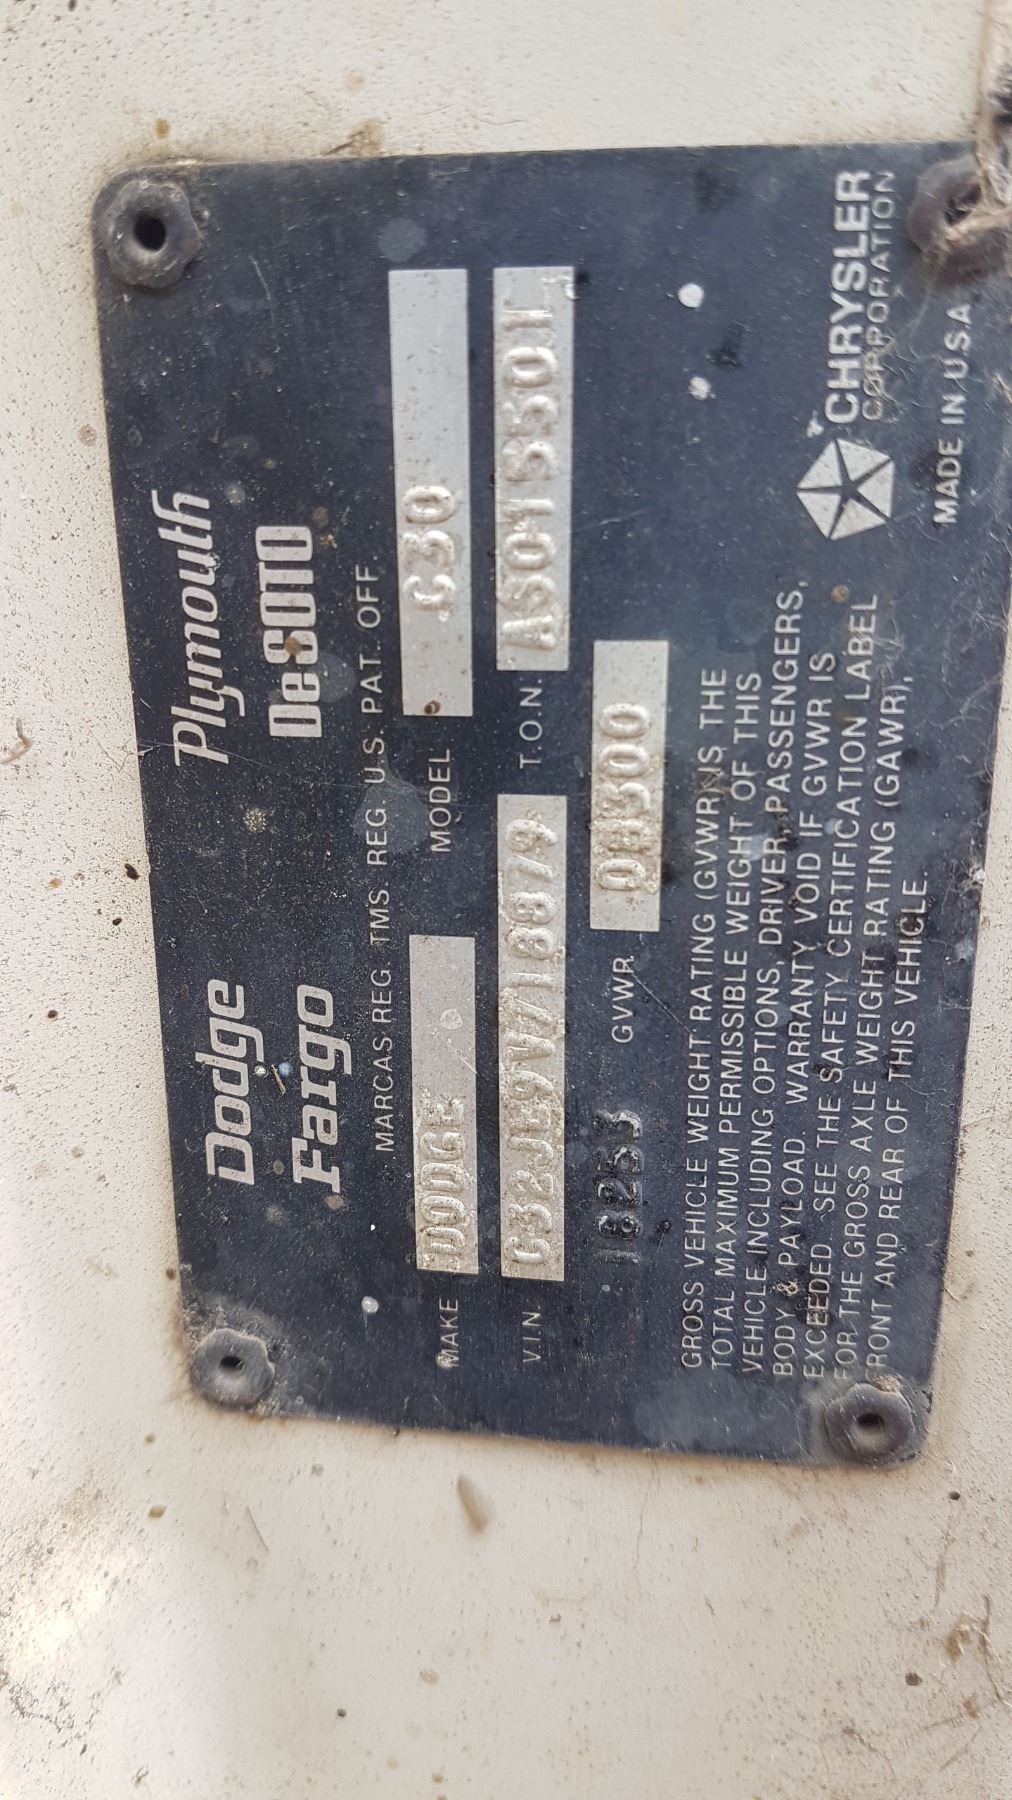 Dodge Plymouth
Fargo DeSOTO
MARCAS REG. TMS REG. U.S. PAT. OFF.
MAKE DODGE MODEL C30
V.I.N. T.O.N.
GVWR
GROSS VEHICLE WEIGHT RATING (GVWR) IS THE
TOTAL MAXIMUM PERMISSIBLE WEIGHT OF THIS
VEHICLE INCLUDING OPTIONS, DRIVER, PASSENGERS,
BODY & PAYLOAD. WARRANTY VOID IF GVWR IS
EXCEEDED. SEE THE SAFETY CERTIFICATION LABEL
FOR THE GROSS AXLE WEIGHT RATING (GAWR),
FRONT AND REAR OF THIS VEHICLE.
CHRYSLER
CORPORATION
MADE IN U.S.A.